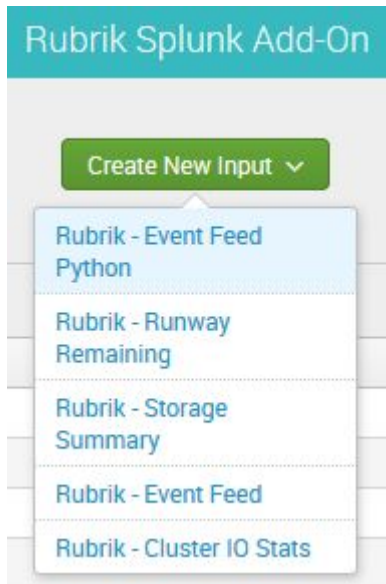 Rubrik Splunk Add-On
Create New Input
Rubrik - Event Feed
Python
Rubrik - Runway
Remaining
Rubrik - Storage
Summary
Rubrik - Event Feed
Rubrik - Cluster IO Stats